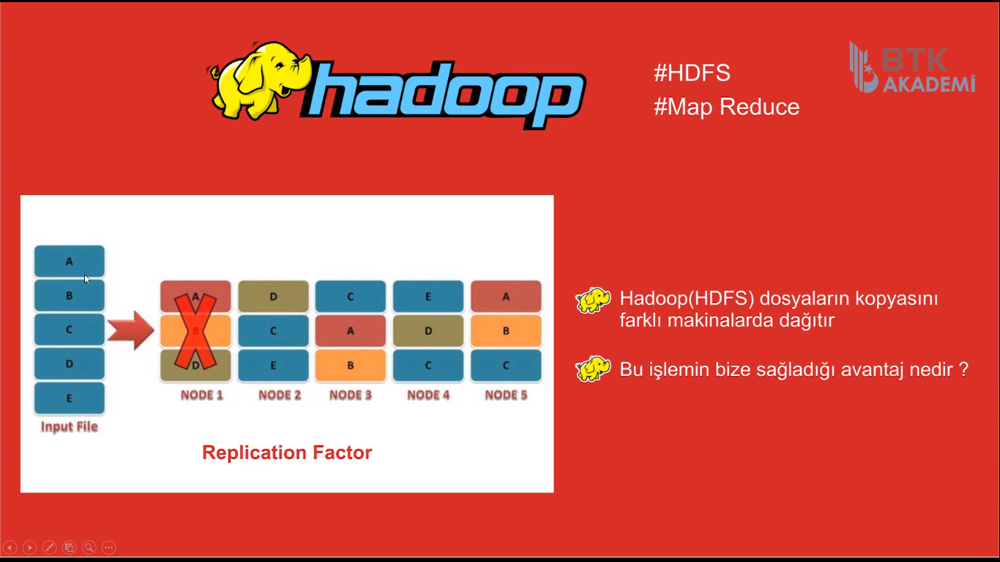 hadoop
#HDFS
#Map Reduce
BTK
AKADEMİ
A
B
C
D
E
Input File
A
B
D
NODE 1
D
C
E
NODE 2
C
A
B
NODE 3
E
D
C
NODE 4
A
B
C
NODE 5
Replication Factor
Hadoop(HDFS) dosyaların kopyasını
farklı makinalarda dağıtır
Bu işlemin bize sağladığı avantaj nedir ?